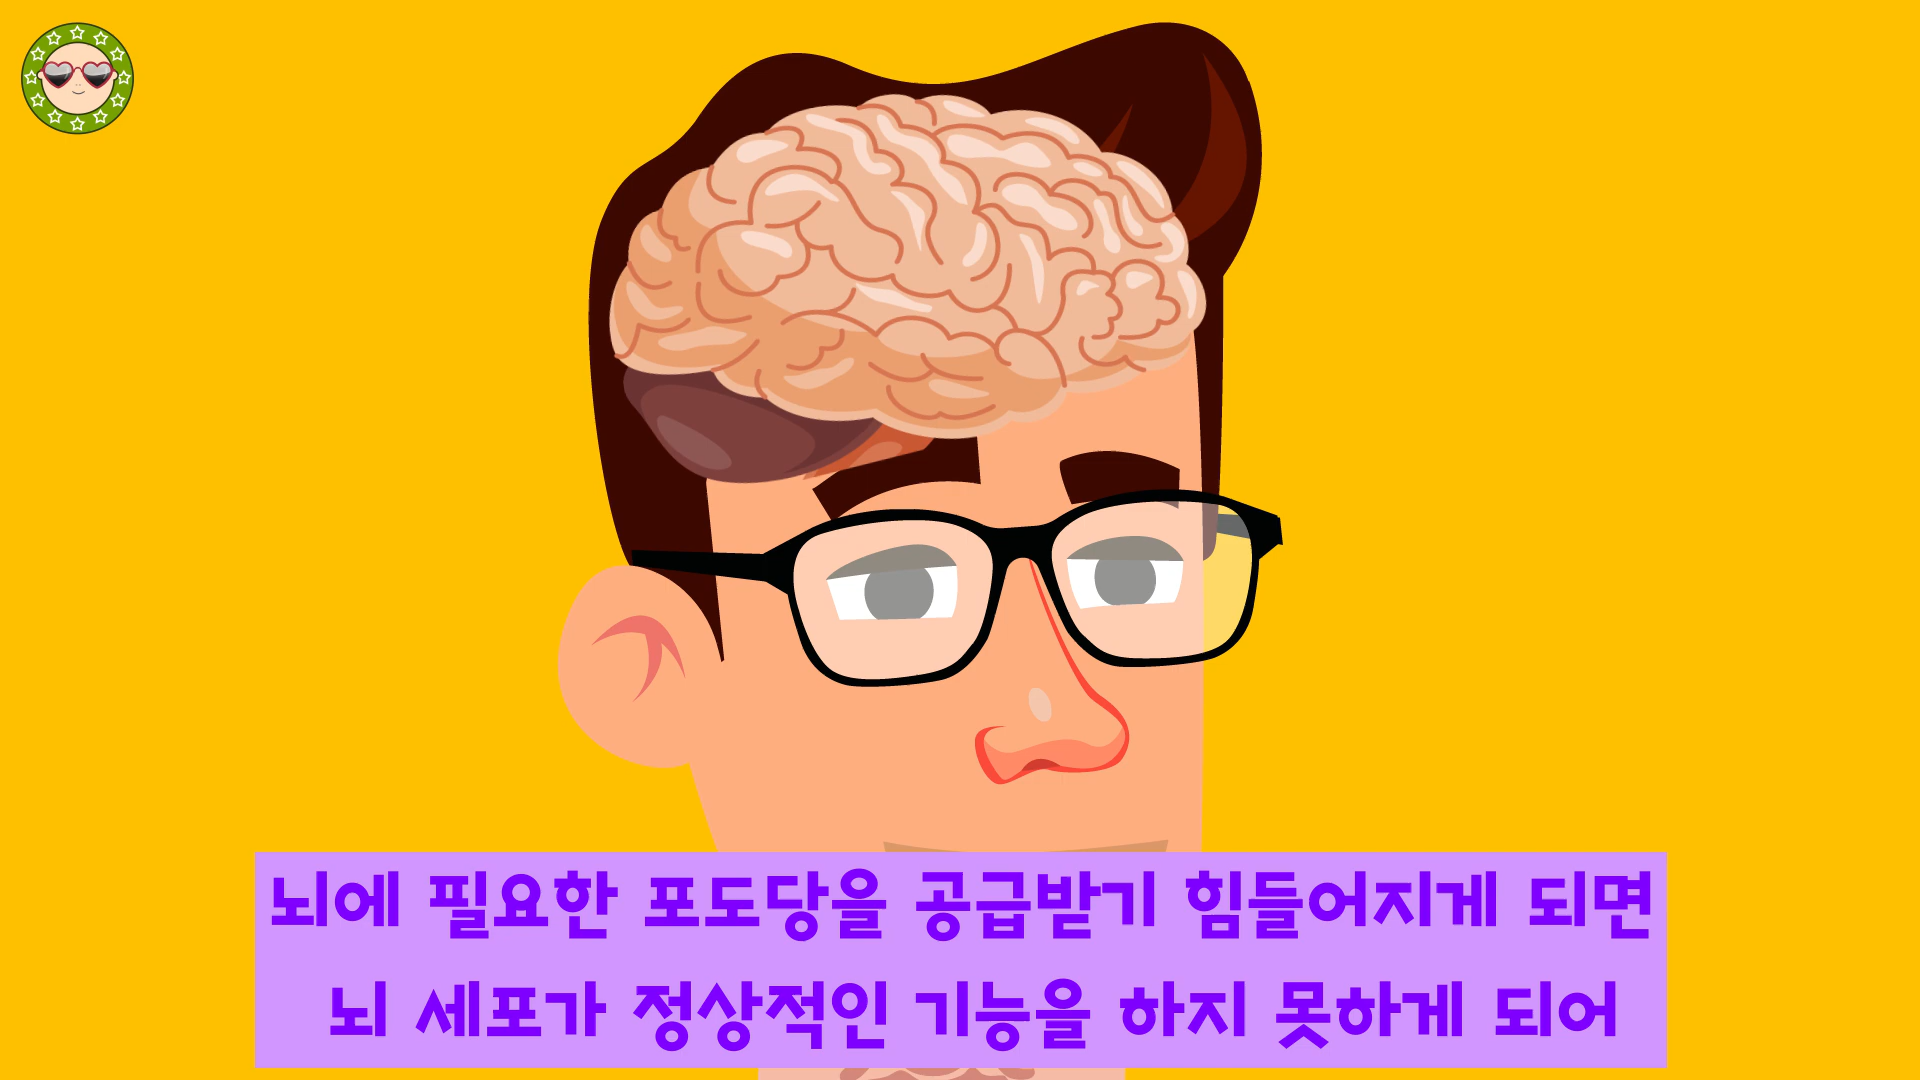 뇌에 필요한 포도당을 공급받기 힘들어지게 되면
뇌 세포가 정상적인 기능을 하지 못하게 되어